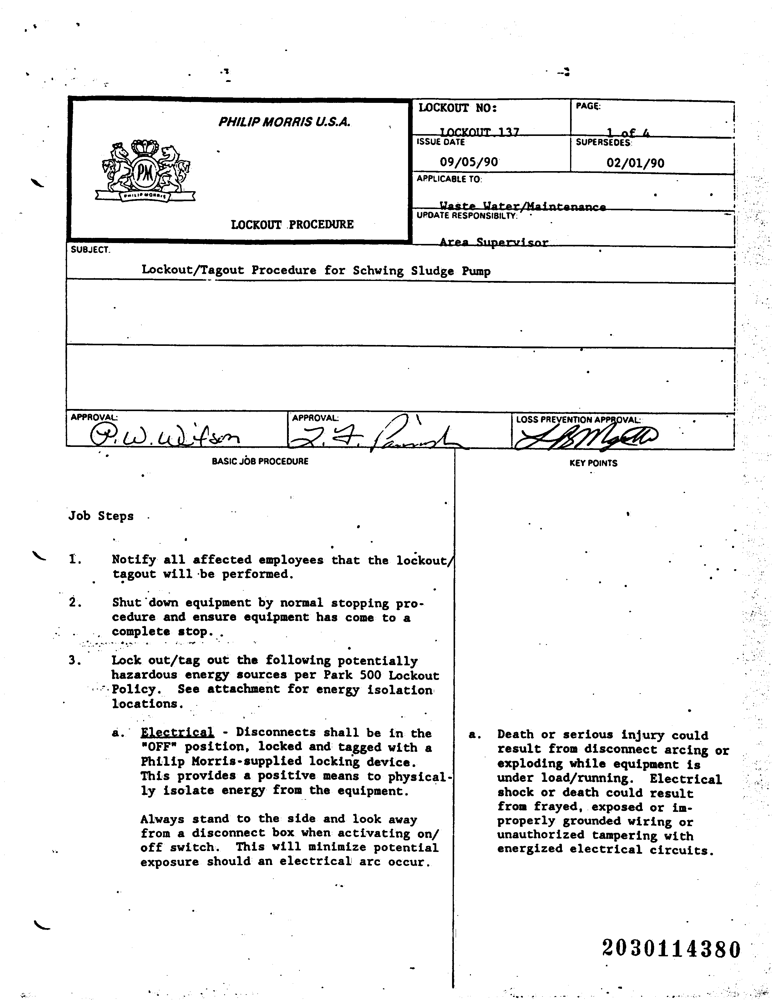 PHILIP MORRIS U.S.A.
PM
PHILIP MORRIS
LOCKOUT PROCEDURE
LOCKOUT NO:
LOCKOUT 137
PAGE:
1 of 4
ISSUE DATE
09/05/90
SUPERSEDES:
02/01/90
APPLICABLE TO:
Waste Water/Maintenance
UPDATE RESPONSIBILTY:
Area Supervisor
SUBJECT.
Lockout/Tagout Procedure for Schwing Sludge Pump
APPROVAL:
P.W. Wilson
APPROVAL:
LOSS PREVENTION APPROVAL:
BASIC JOB PROCEDURE
KEY POINTS
Job Steps
1. Notify all affected employees that the lockout/
tagout will be performed.
2. Shut down equipment by normal stopping pro-
cedure and ensure equipment has come to a
complete stop.
3. Lock out/tag out the following potentially
hazardous energy sources per Park 500 Lockout
Policy. See attachment for energy isolation
locations.
a. Electrical - Disconnects shall be in the
"OFF" position, locked and tagged with a
Philip Morris-supplied locking device.
This provides a positive means to physical-
ly isolate energy from the equipment.
Always stand to the side and look away
from a disconnect box when activating on/
off switch. This will minimize potential
exposure should an electrical arc occur.
a. Death or serious injury could
result from disconnect arcing or
exploding while equipment is
under load/running. Electrical
shock or death could result
from frayed, exposed or im-
properly grounded wiring or
unauthorized tampering with
energized electrical circuits.
2030114380